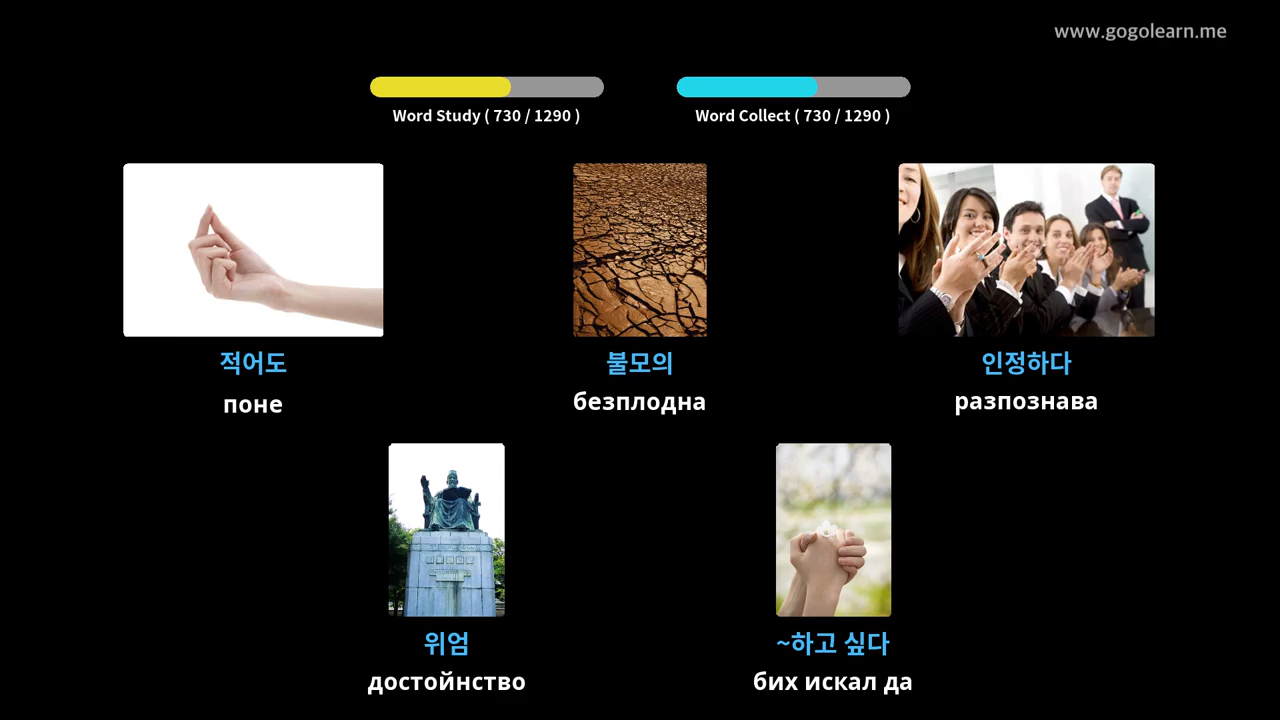 www.gogolearn.me
Word Study ( 730 / 1290 )
Word Collect ( 730 / 1290 )
적어도
불모의
인정하다
поне
безплодна
разпознава
위엄
~하고 싶다
достойнство
бих искал да